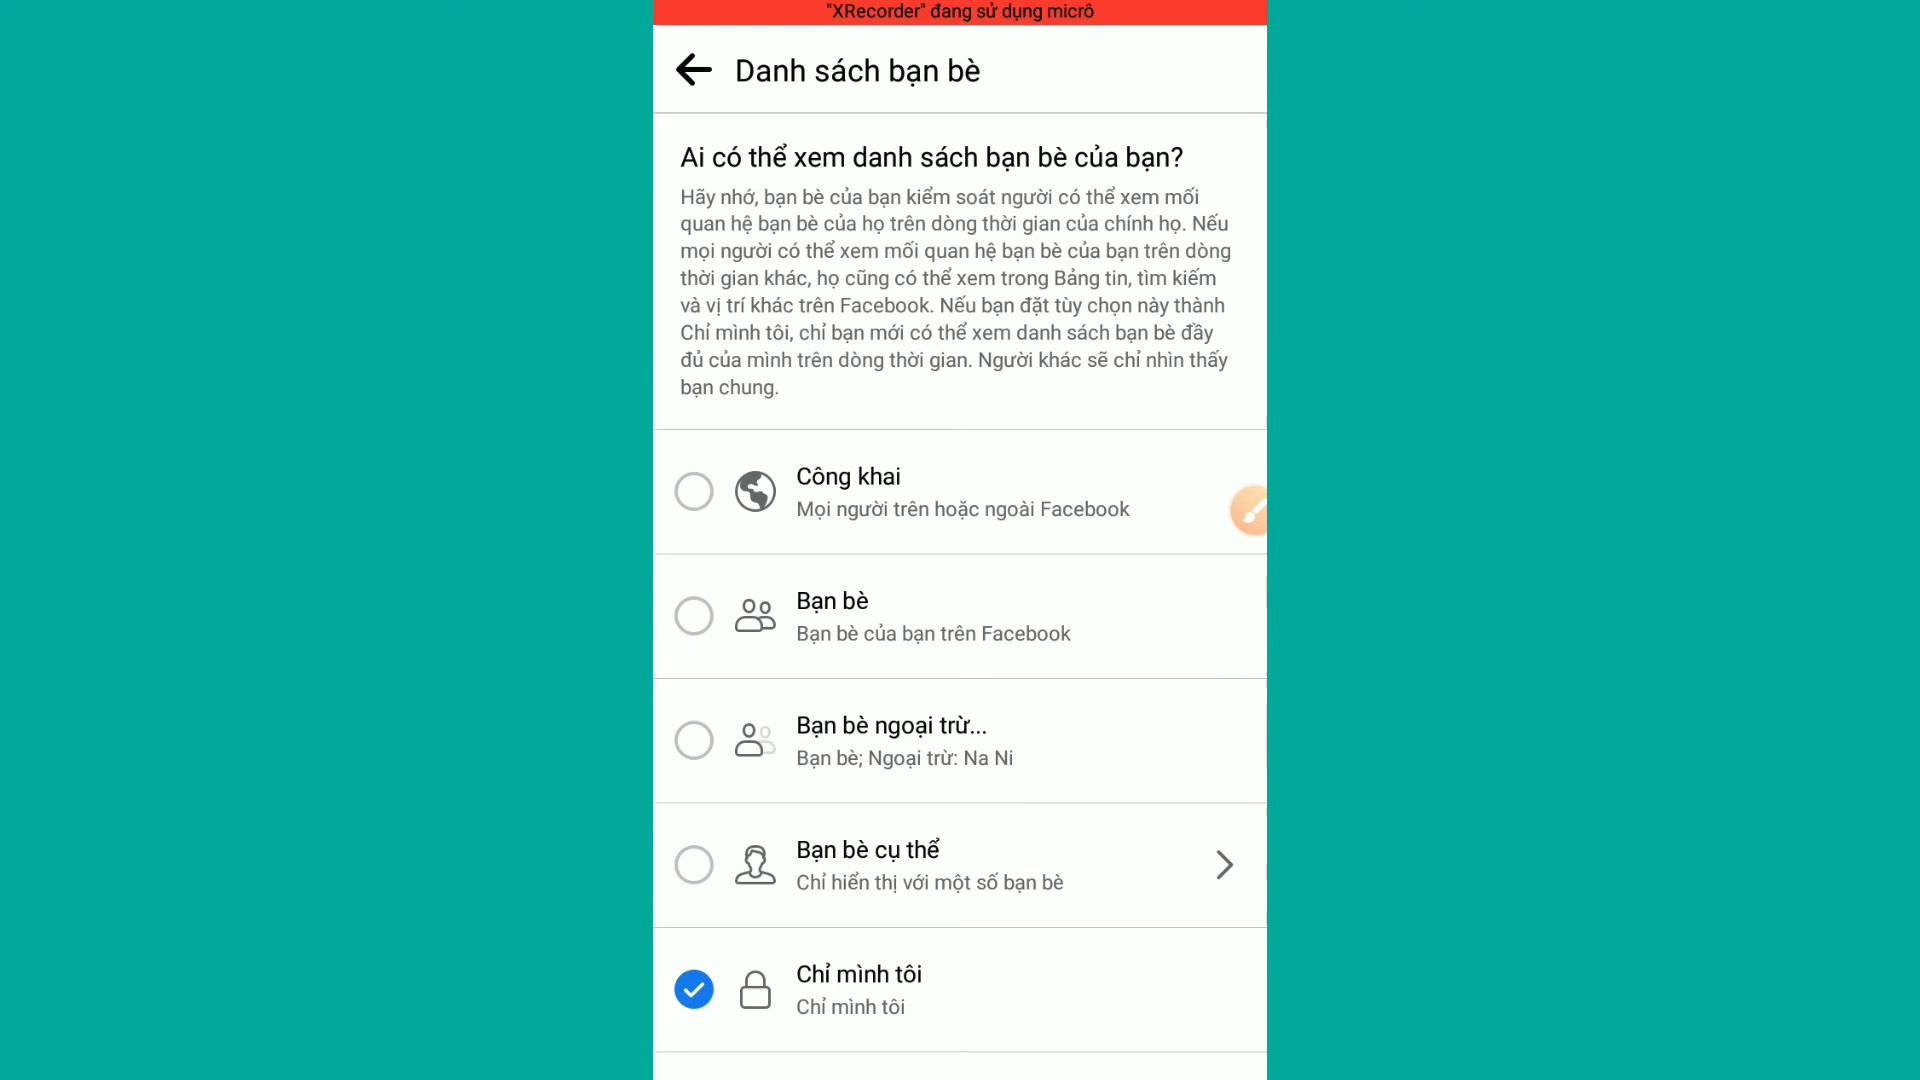 "XRecorder" đang sử dụng micrô
Danh sách bạn bè
Ai có thể xem danh sách bạn bè của bạn?
Hãy nhớ, bạn bè của bạn kiểm soát người có thể xem mối
quan hệ bạn bè của họ trên dòng thời gian của chính họ. Nếu
mọi người có thể xem mối quan hệ bạn bè của bạn trên dòng
thời gian khác, họ cũng có thể xem trong Bảng tin, tìm kiếm
và vị trí khác trên Facebook. Nếu bạn đặt tùy chọn này thành
Chỉ mình tôi, chỉ bạn mới có thể xem danh sách bạn bè đầy
đủ của mình trên dòng thời gian. Người khác sẽ chỉ nhìn thấy
bạn chung.
Công khai
Mọi người trên hoặc ngoài Facebook
Bạn bè
Bạn bè của bạn trên Facebook
Bạn bè ngoại trừ...
Bạn bè; Ngoại trừ: Na Ni
Bạn bè cụ thể
Chỉ hiển thị với một số bạn bè
Chỉ mình tôi
Chỉ mình tôi